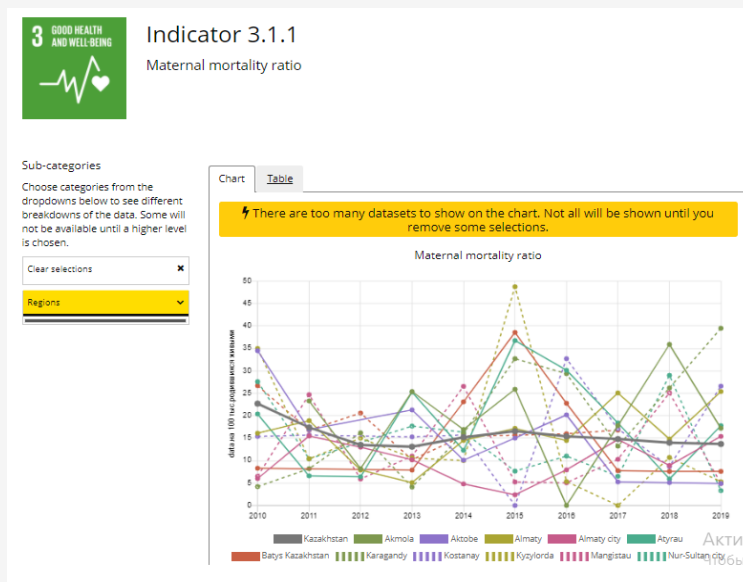 3 GOOD HEALTH
AND WELL-BEING
Indicator 3.1.1
Maternal mortality ratio
Sub-categories
Choose categories from the
dropdowns below to see different
breakdowns of the data. Some will
not be available until a higher level
is chosen.
Clear selections ×
Regions
Chart Table
There are too many datasets to show on the chart. Not all will be shown until you
remove some selections.
Maternal mortality ratio
50
45
40
35
30
25
20
15
10
5
0
2010 2011 2012 2013 2014 2015 2016 2017 2018 2019
Kazakhstan Akmola Aktobe Almaty Almaty city Atyrau
Batys Kazakhstan Karagandy Kostanay Kyzylorda Mangistau Nur-Sultan city
Акти
Чтобы